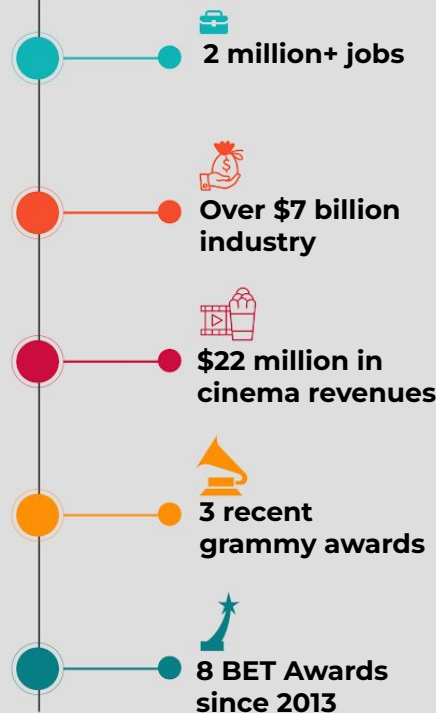 2 million+ jobs
Over $7 billion
industry
$22 million in
cinema revenues
3 recent
grammy awards
8 BET Awards
since 2013